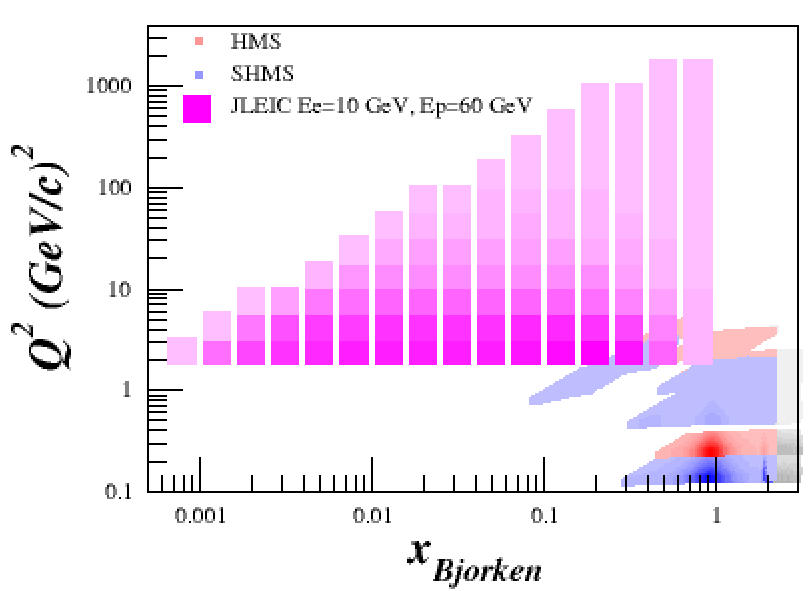 HMS
SHMS
JLEIC Ee=10 GeV, Ep=60 GeV
1000
100
10
1
0.1
Q² (GeV/c)²
0.001
0.01
0.1
1
x Bjorken